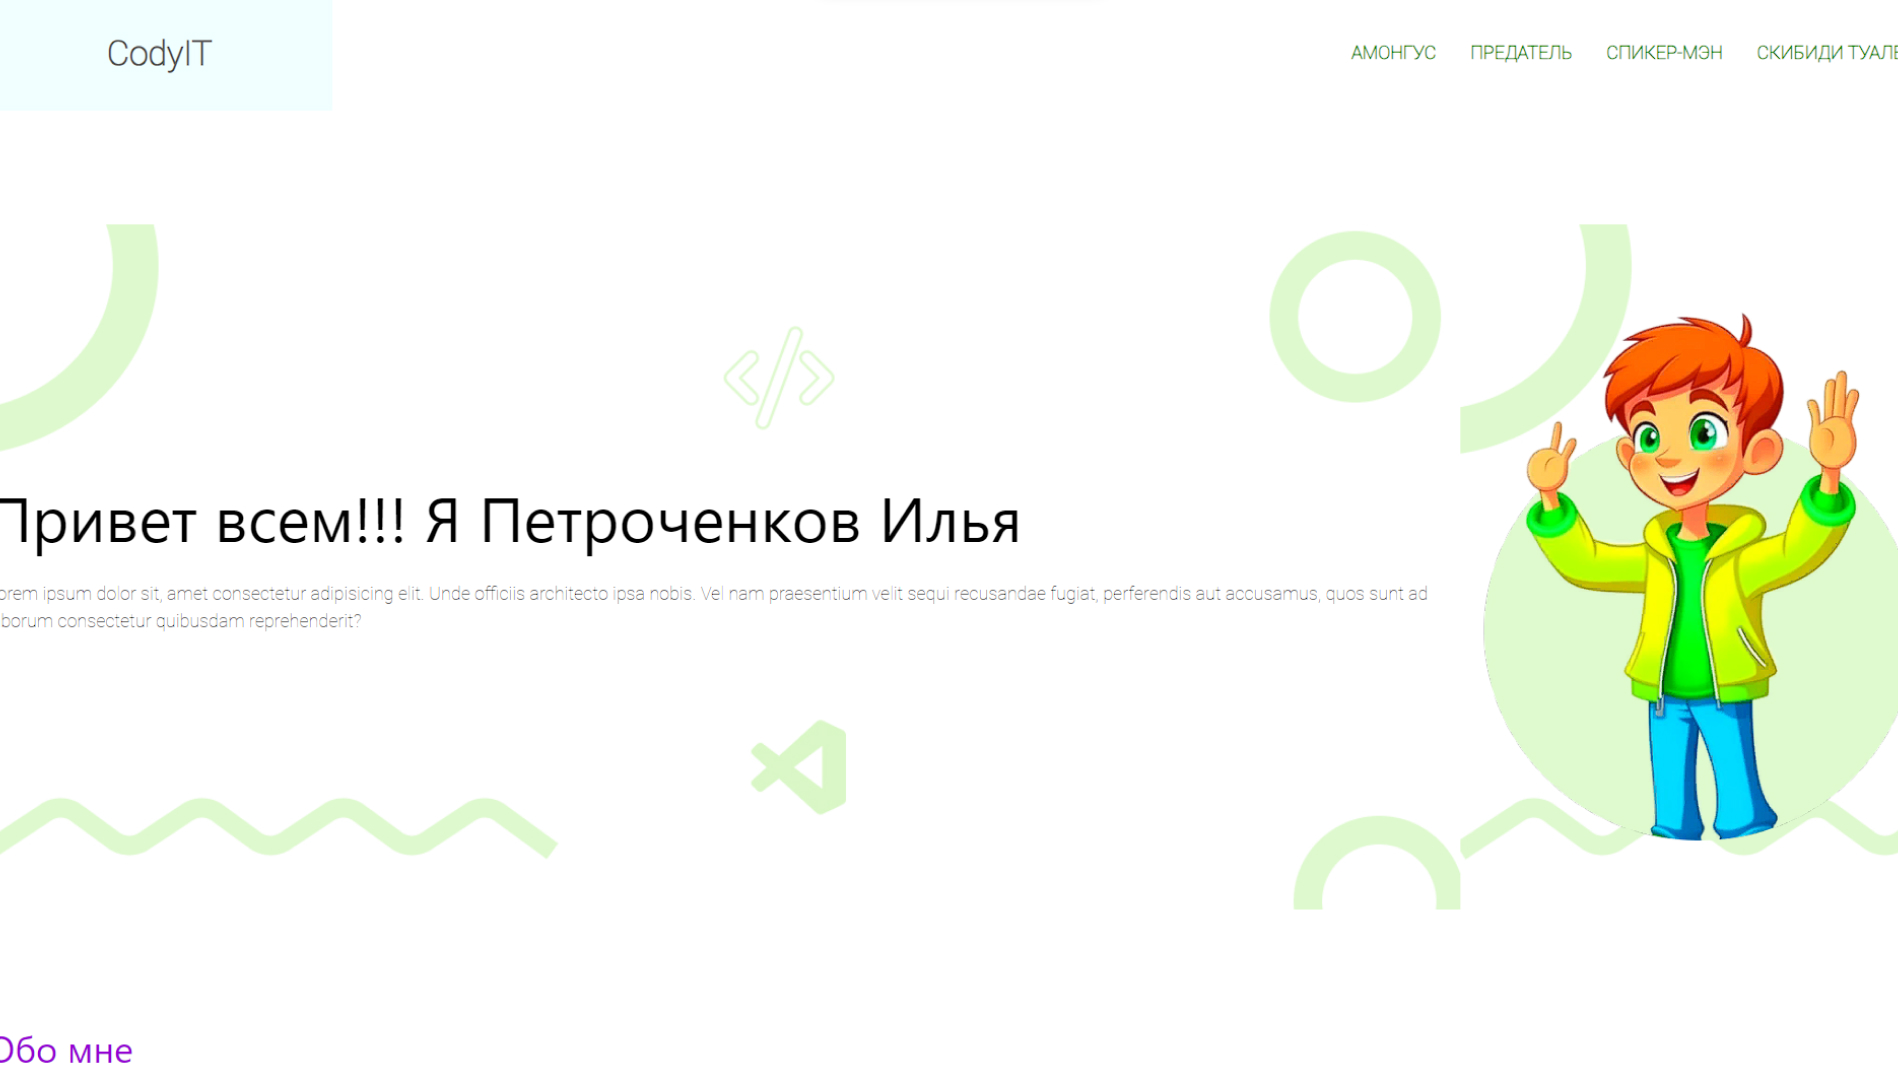 CodyIT
АМОНГУС ПРЕДАТЕЛЬ СПИКЕР-МЭН СКИБИДИ ТУАЛЕ
Привет всем!!! Я Петроченков Илья
orem ipsum dolor sit, amet consectetur adipisicing elit. Unde officiis architecto ipsa nobis. Vel nam praesentium velit sequi recusandae fugiat, perferendis aut accusamus, quos sunt ad
borum consectetur quibusdam reprehenderit?
Обо мне